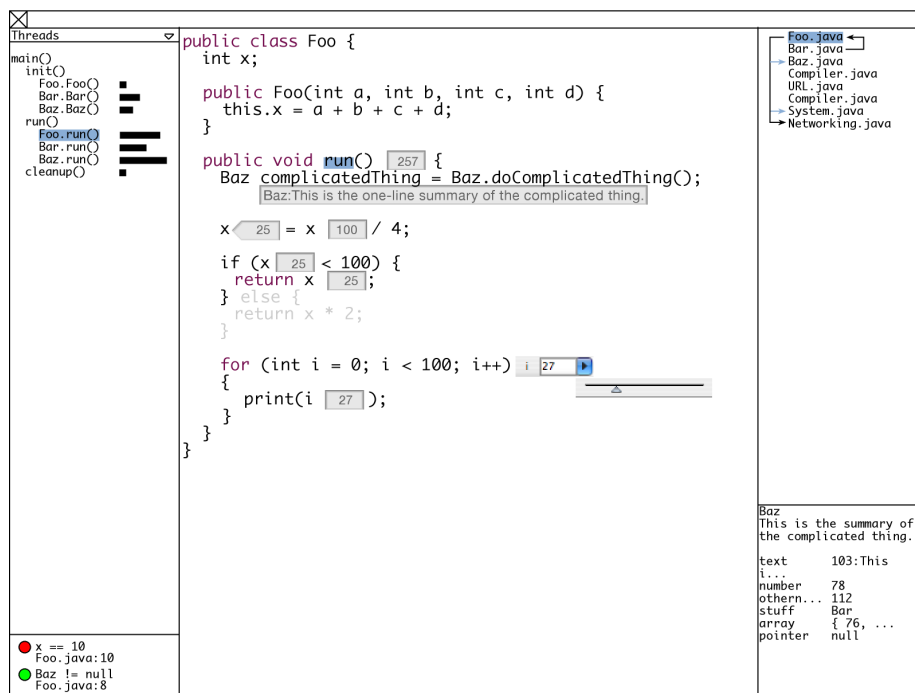 Threads
main()
init()
Foo.Foo()
Bar.Bar()
Baz.Baz()
run()
Foo.run()
Bar.run()
Baz.run()
cleanup()
x == 10
Foo.java:10
Baz != null
Foo.java:8
public class Foo {
int x;
public Foo(int a, int b, int c, int d) {
this.x = a + b + c + d;
}
public void run() 257 {
Baz complicatedThing = Baz.doComplicatedThing();
Baz:This is the one-line summary of the complicated thing.
x 25 = x 100 / 4;
if (x 25 < 100) {
return x 25 ;
} else {
return x * 2;
}
for (int i = 0; i < 100; i++) i 27
{
print(i 27 );
}
}
}
Foo.java
Bar.java
Baz.java
Compiler.java
URL.java
Compiler.java
System.java
Networking.java
Baz
This is the summary of
the complicated thing.
text 103:This
i...
number 78
othern... 112
stuff Bar
array { 76, ...
pointer null